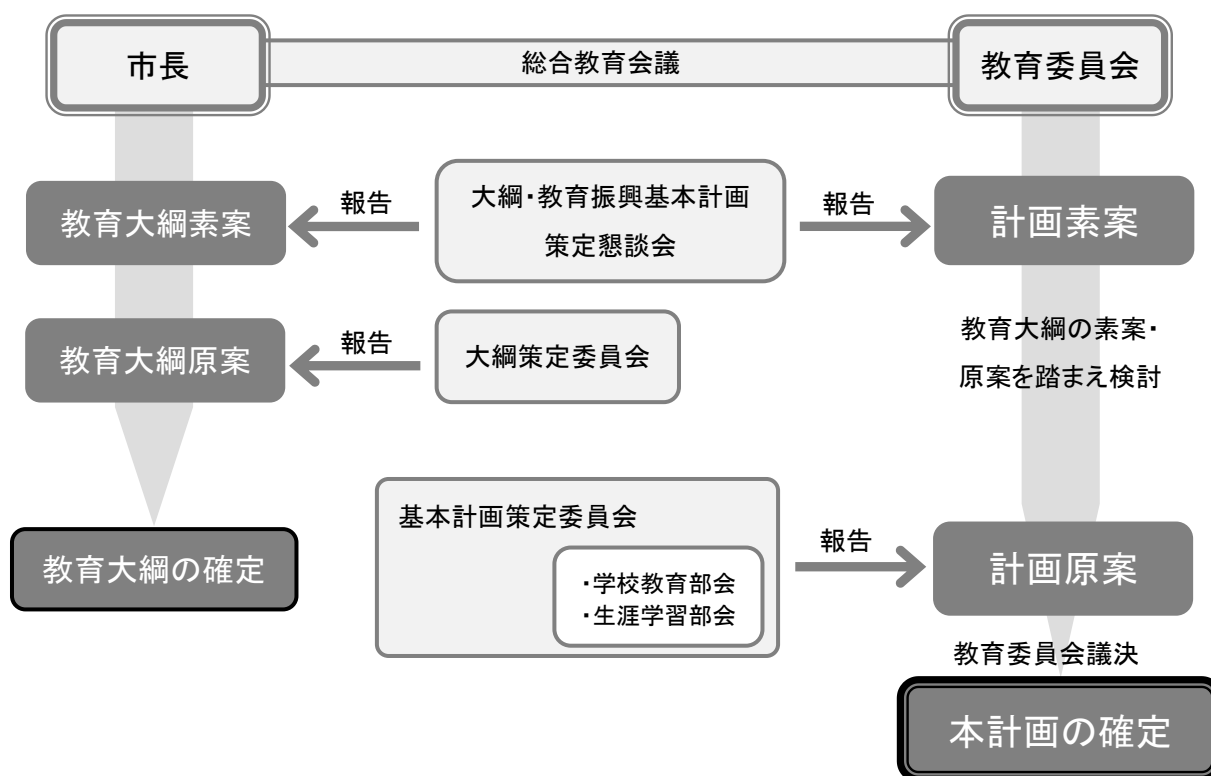 市長
総合教育会議
教育委員会
教育大綱素案
報告
大綱・教育振興基本計画
策定懇談会
報告
計画素案
教育大綱原案
報告
大綱策定委員会
教育大綱の素案・
原案を踏まえ検討
基本計画策定委員会
・学校教育部会
・生涯学習部会
報告
計画原案
教育大綱の確定
教育委員会議決
本計画の確定